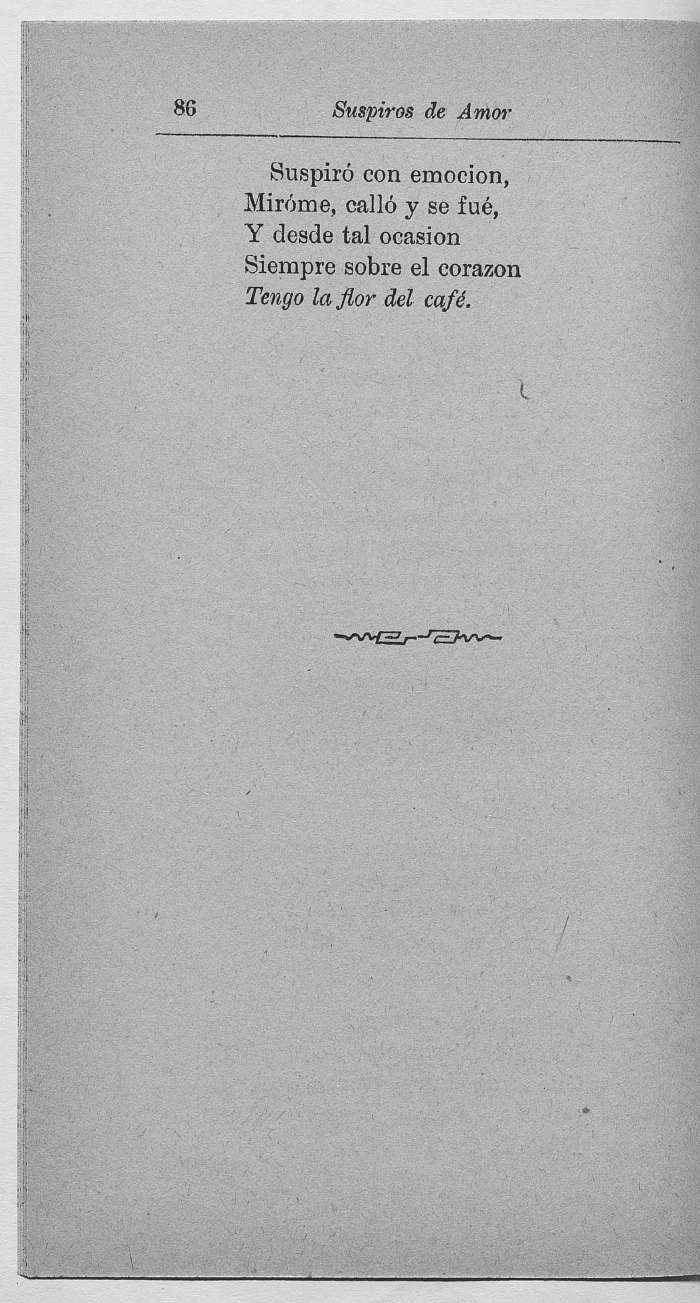 86 Suspiros de Amor
Suspiró con emocion,
Miróme, calló y se fué,
Y desde tal ocasion
Siempre sobre el corazon
Tengo la flor del café.